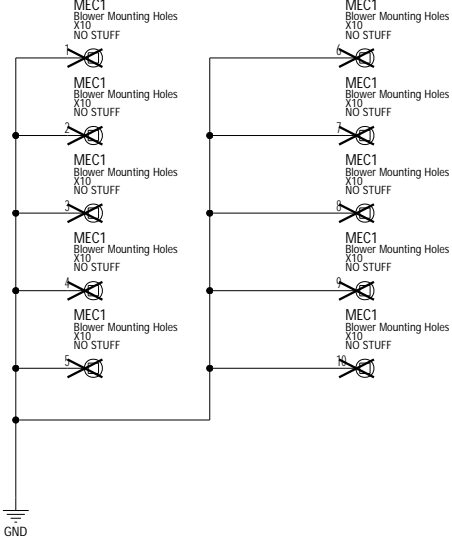 MEC1
Blower Mounting Holes
X10
NO STUFF
1
MEC1
Blower Mounting Holes
X10
NO STUFF
2
MEC1
Blower Mounting Holes
X10
NO STUFF
3
MEC1
Blower Mounting Holes
X10
NO STUFF
4
MEC1
Blower Mounting Holes
X10
NO STUFF
5
MEC1
Blower Mounting Holes
X10
NO STUFF
6
MEC1
Blower Mounting Holes
X10
NO STUFF
7
MEC1
Blower Mounting Holes
X10
NO STUFF
8
MEC1
Blower Mounting Holes
X10
NO STUFF
9
MEC1
Blower Mounting Holes
X10
NO STUFF
10
GND